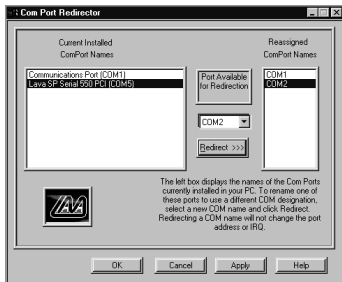 Com Port Redirector
Current Installed
ComPort Names
Reassigned
ComPort Names
Communications Port (COM1)
Lava SP Serial 550 PCI (COM5)
Port Available
for Redirection
COM1
COM2
COM2
Redirect >>>
The left box displays the names of the Com Ports
currently installed in your PC. To rename one of
these ports to use a different COM designation,
select a new COM name and click Redirect.
Redirecting a COM name will not change the port
address or IRQ.
OK
Cancel
Apply
Help